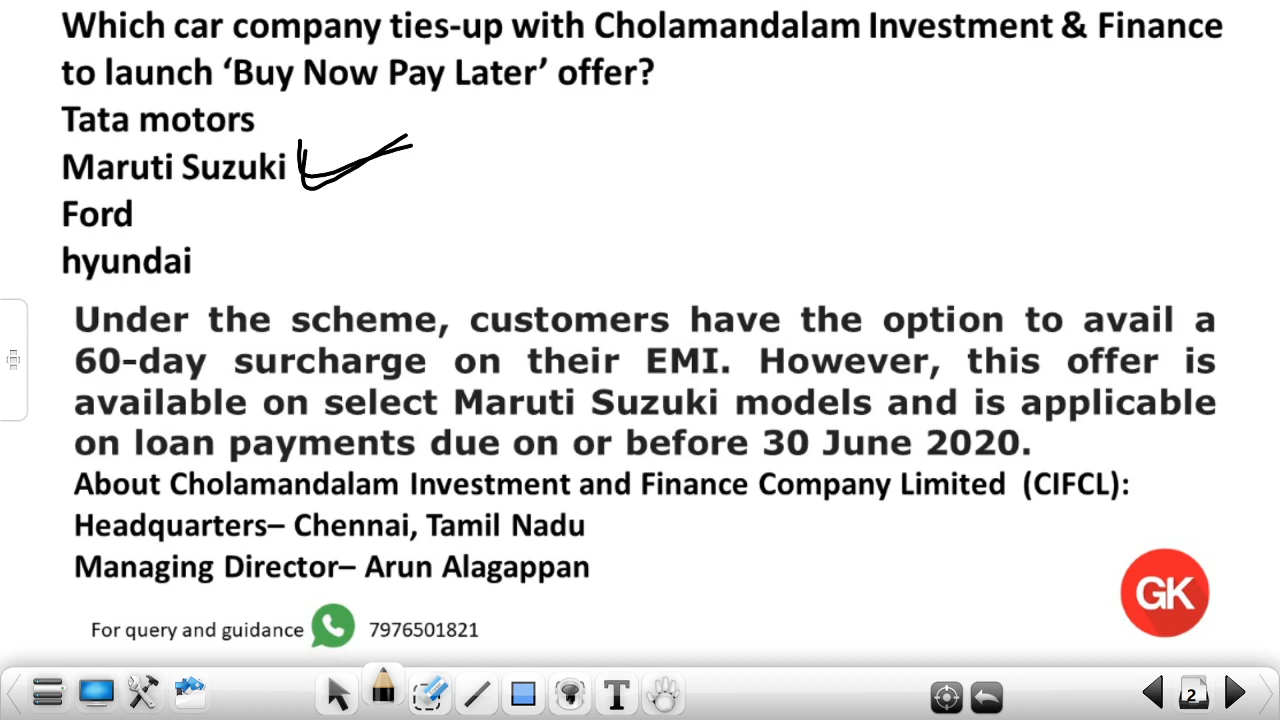 Which car company ties-up with Cholamandalam Investment & Finance
to launch ‘Buy Now Pay Later’ offer?
Tata motors
Maruti Suzuki
Ford
hyundai
Under the scheme, customers have the option to avail a
60-day surcharge on their EMI. However, this offer is
available on select Maruti Suzuki models and is applicable
on loan payments due on or before 30 June 2020.
About Cholamandalam Investment and Finance Company Limited (CIFCL):
Headquarters– Chennai, Tamil Nadu
Managing Director– Arun Alagappan
GK
For query and guidance 7976501821
T
2